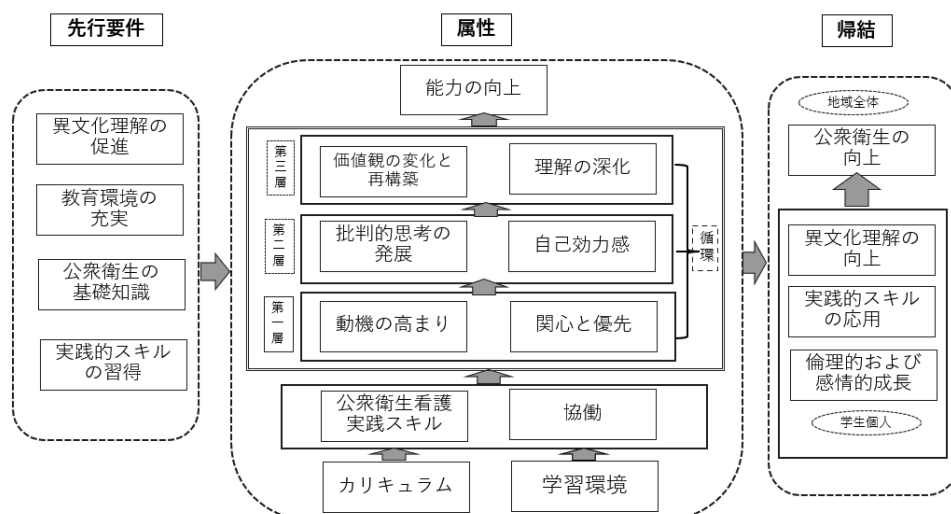 先行要件
異文化理解の
促進
教育環境の
充実
公衆衛生の
基礎知識
実践的スキル
の習得
属性
能力の向上
第三層
価値観の変化と
再構築
理解の深化
第二層
批判的思考の
発展
自己効力感
循環
第一層
動機の高まり
関心と優先
公衆衛生看護
実践スキル
協働
カリキュラム
学習環境
帰結
地域全体
公衆衛生の
向上
異文化理解の
向上
実践的スキル
の応用
倫理的および
感情的成長
学生個人